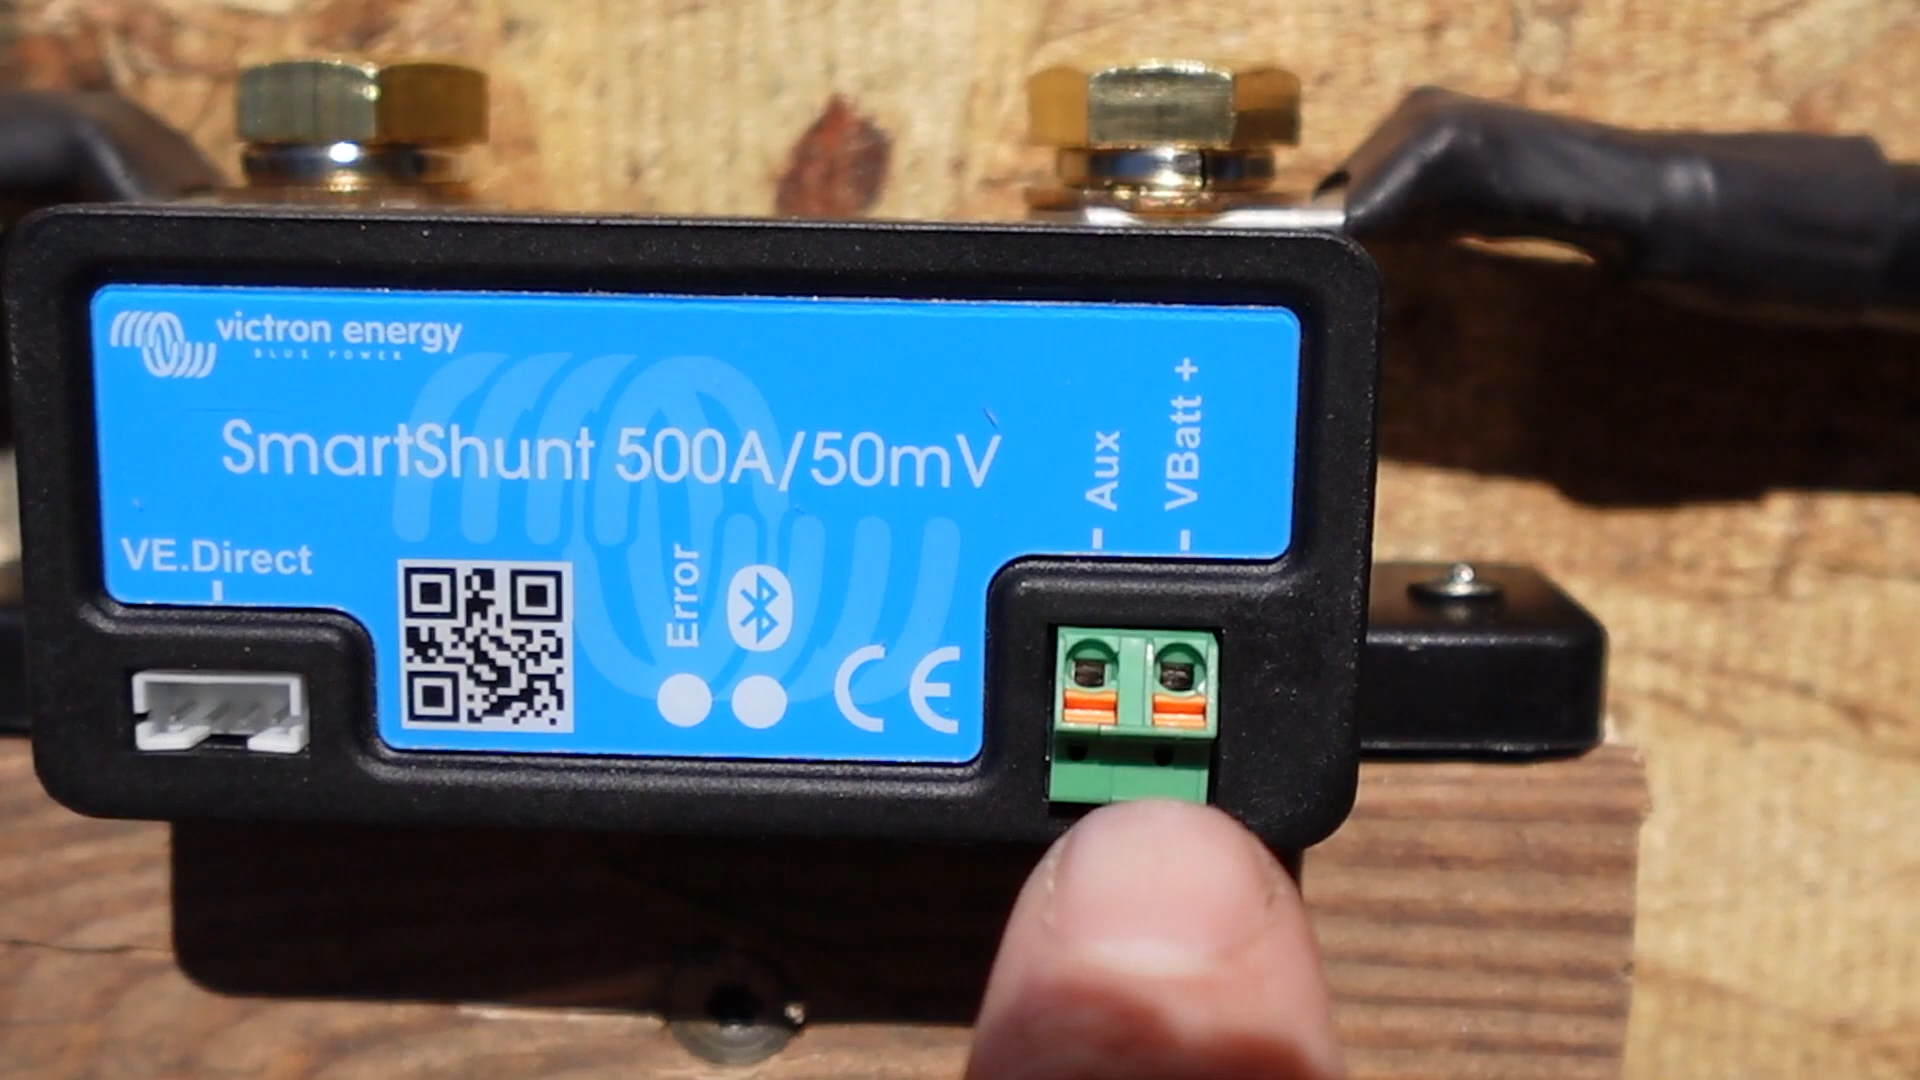 victron energy
BLUE POWER
SmartShunt 500A/50mV
Aux
VBatt +
VE.Direct
Error
CE